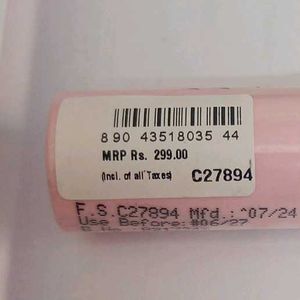 8 90 43518035 44
MRP Rs. 299.00
(Incl. of all Taxes) C27894
F.S.C27894 Mfd.:^07/24
Use Before:#06/27
B No.